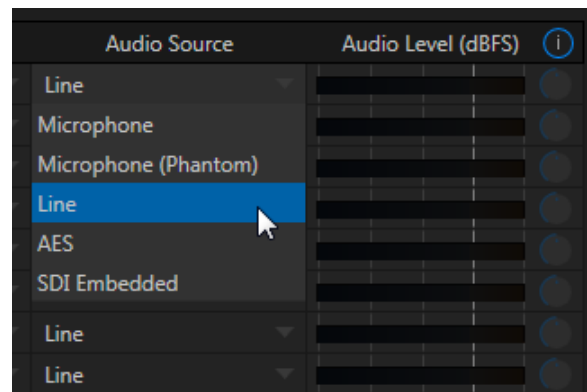 Audio Source Audio Level (dBFS) i
Line
Microphone
Microphone (Phantom)
Line
AES
SDI Embedded
Line
Line